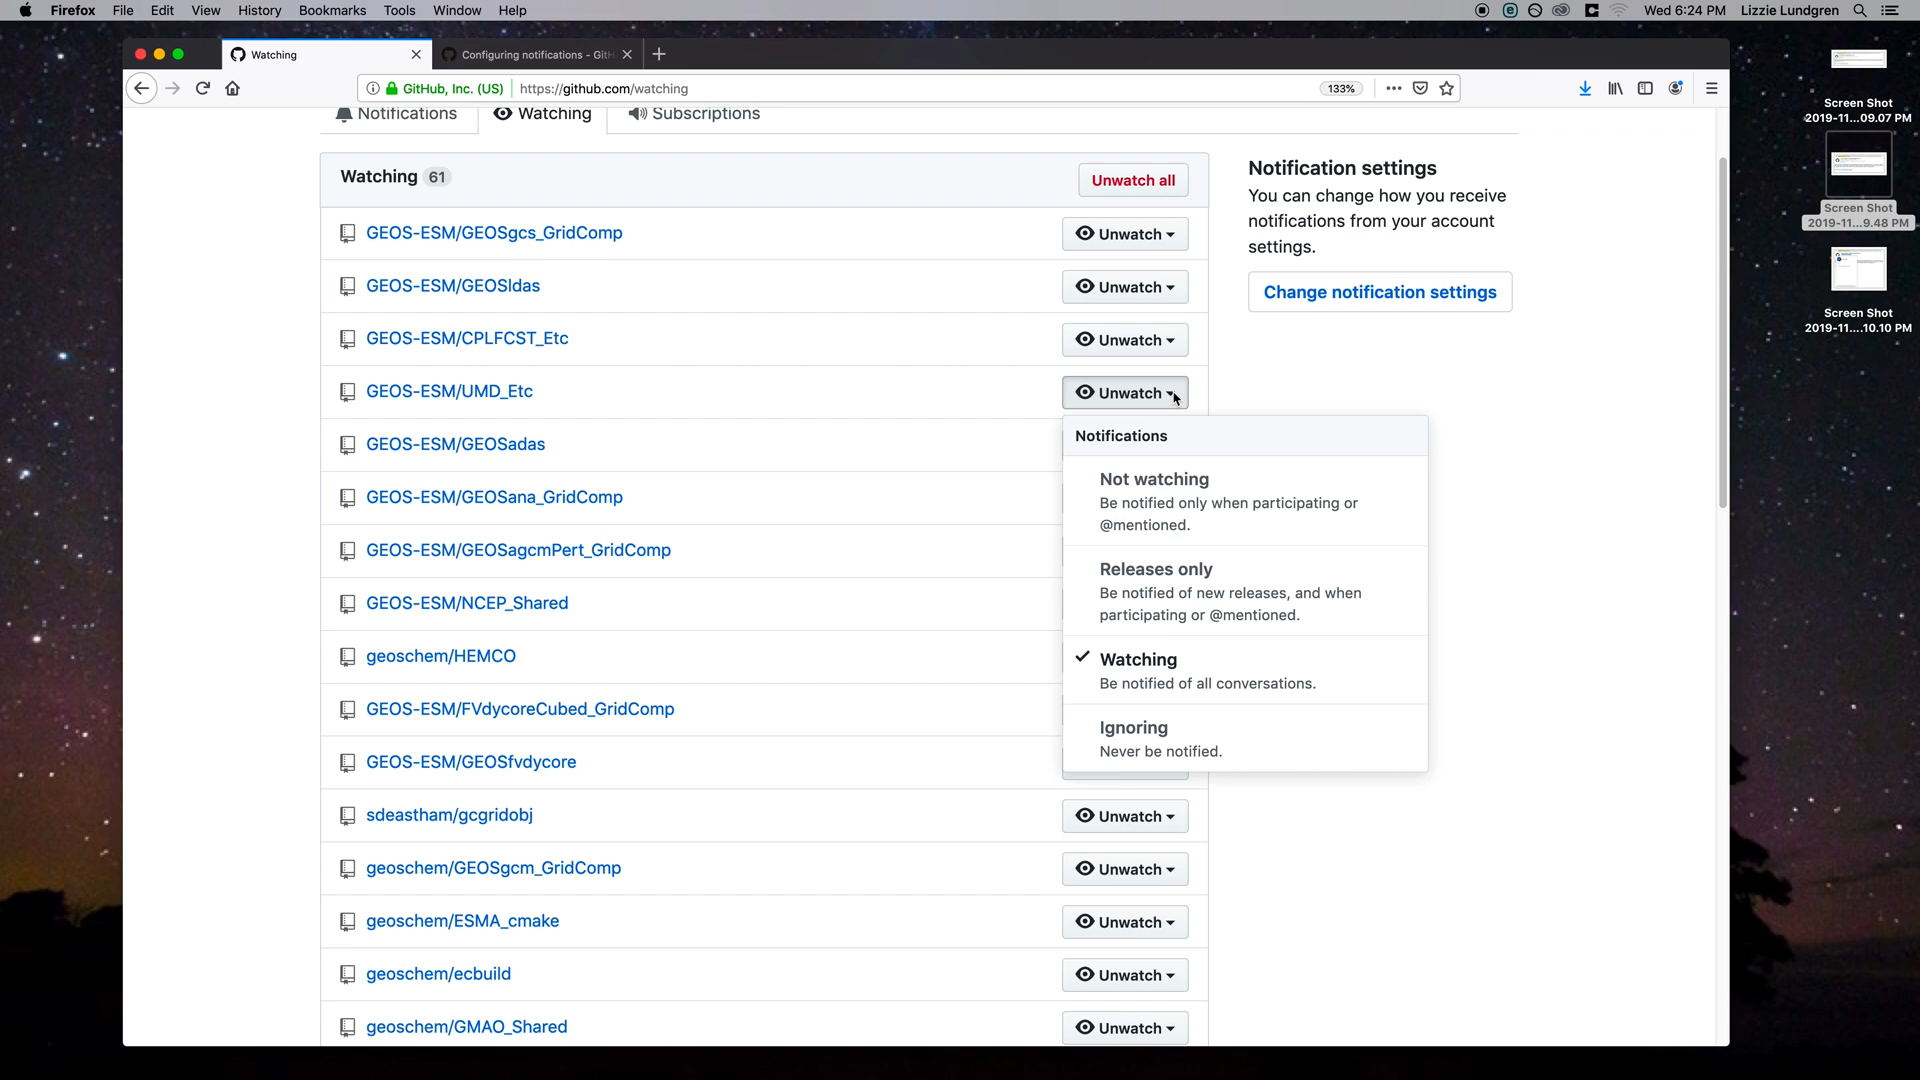 Firefox File Edit View History Bookmarks Tools Window Help Wed 6:24 PM Lizzie Lundgren
Watching Configuring notifications - GitH
GitHub, Inc. (US) https://github.com/watching 133%
Notifications Watching Subscriptions
Watching 61 Unwatch all
GEOS-ESM/GEOSgcs_GridComp Unwatch
GEOS-ESM/GEOSldas Unwatch
GEOS-ESM/CPLFCST_Etc Unwatch
GEOS-ESM/UMD_Etc Unwatch
GEOS-ESM/GEOSadas
GEOS-ESM/GEOSana_GridComp
GEOS-ESM/GEOSagcmPert_GridComp
GEOS-ESM/NCEP_Shared
geoschem/HEMCO
GEOS-ESM/FVdycoreCubed_GridComp
GEOS-ESM/GEOSfvdycore
sdeastham/gcgridobj Unwatch
geoschem/GEOSgcm_GridComp Unwatch
geoschem/ESMA_cmake Unwatch
geoschem/ecbuild Unwatch
geoschem/GMAO_Shared Unwatch
Notifications
Not watching
Be notified only when participating or
@mentioned.
Releases only
Be notified of new releases, and when
participating or @mentioned.
Watching
Be notified of all conversations.
Ignoring
Never be notified.
Notification settings
You can change how you receive
notifications from your account
settings.
Change notification settings
Screen Shot
2019-11...09.07 PM
Screen Shot
2019-11...9.48 PM
Screen Shot
2019-11....10.10 PM